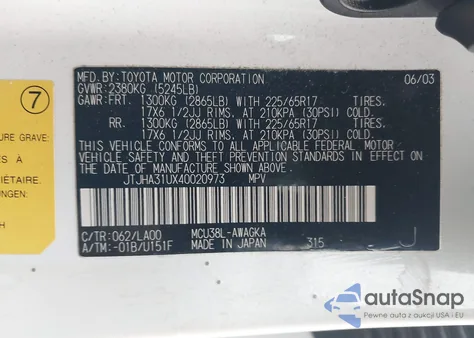 MFD.BY:TOYOTA MOTOR CORPORATION 06/03
GVWR:2380KG (5245LB)
GAWR:FRT. 1300KG (2865LB) WITH 225/65R17 TIRES.
17X6 1/2JJ RIMS. AT 210KPA (30PSI) COLD.
RR. 1300KG (2865LB) WITH 225/65R17 TIRES.
17X6 1/2JJ RIMS. AT 210KPA (30PSI) COLD.
THIS VEHICLE CONFORMS TO ALL APPLICABLE FEDERAL MOTOR
VEHICLE SAFETY AND BUMPER STANDARDS IN EFFECT ON THE
DATE OF MANUFACTURE SHOWN ABOVE.
JTJHA31UX40020973 MPV
C/TR:062/LA00 MCU38L-AWAGKA
A/TM:-01B/U151F MADE IN JAPAN 315
7
URE GRAVE:
IÉTAIRE.
UNGEN:
autoSnap
Pewne auta z aukcji USA i EU